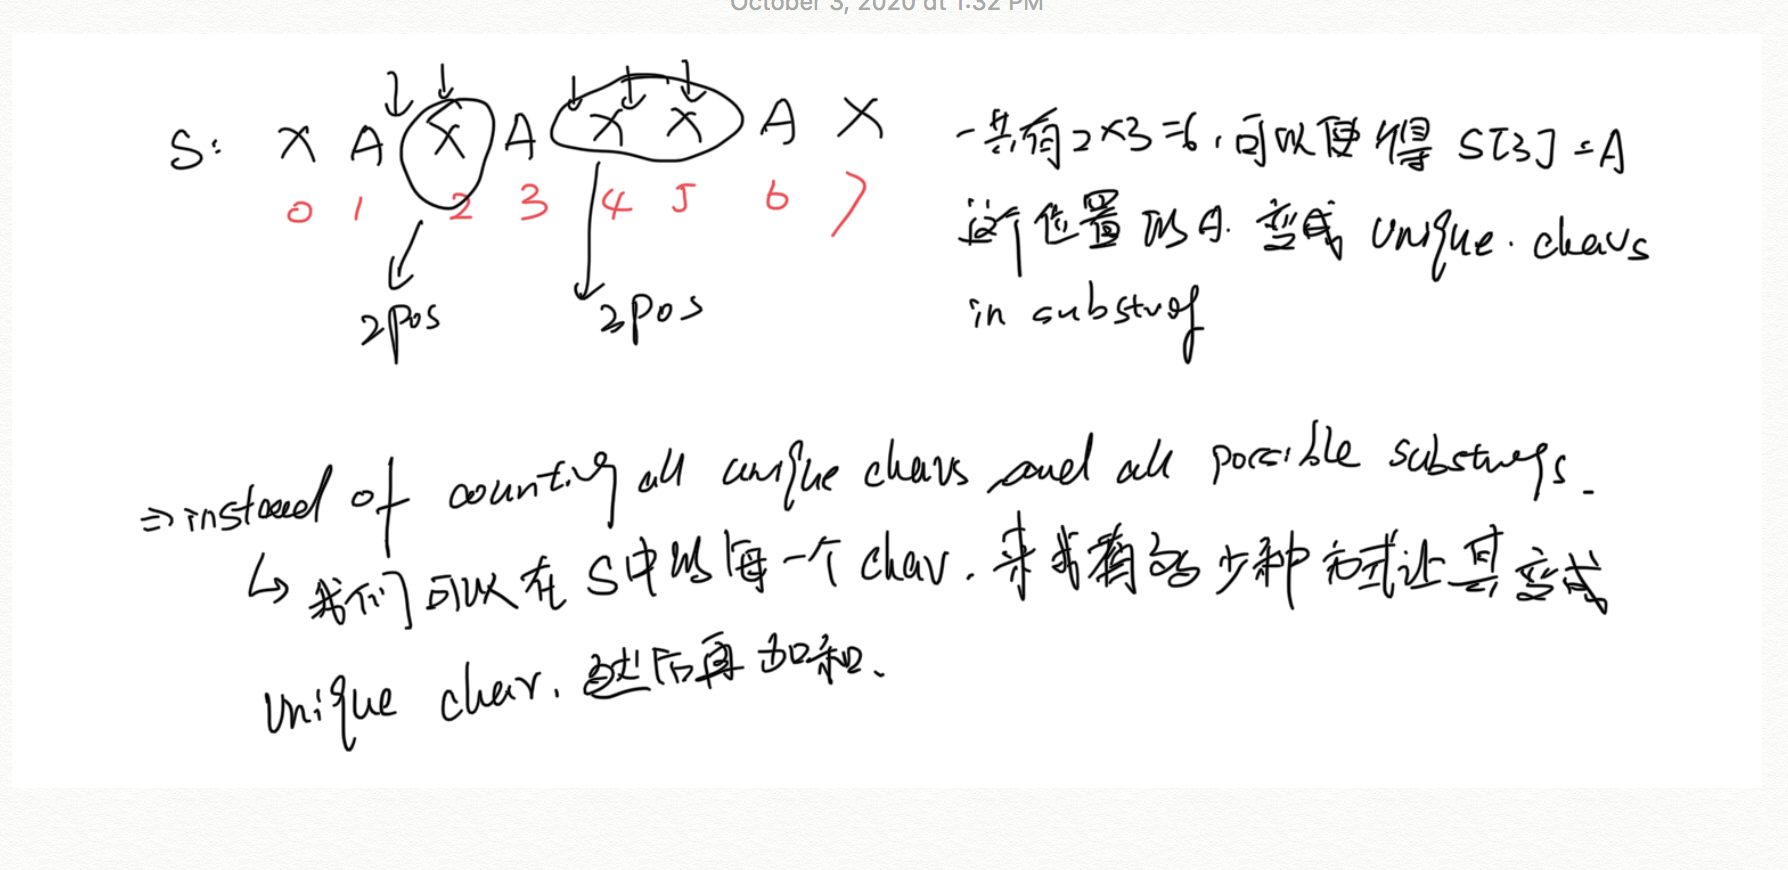 October 3, 2020 at 1:32 PM
S: X A X A X X A X
0 1 2 3 4 5 6 7
2pos 3pos
一共有2×3=6,可以使得 S[3]=A
这个位置的A.变成 unique. chars
in substring
⇒ instead of counting all unique chars and all possible substrings.
↳ 我们可以在S中的每一个 char. 来找有多少种方式让其变成
unique char. 然后再加和.